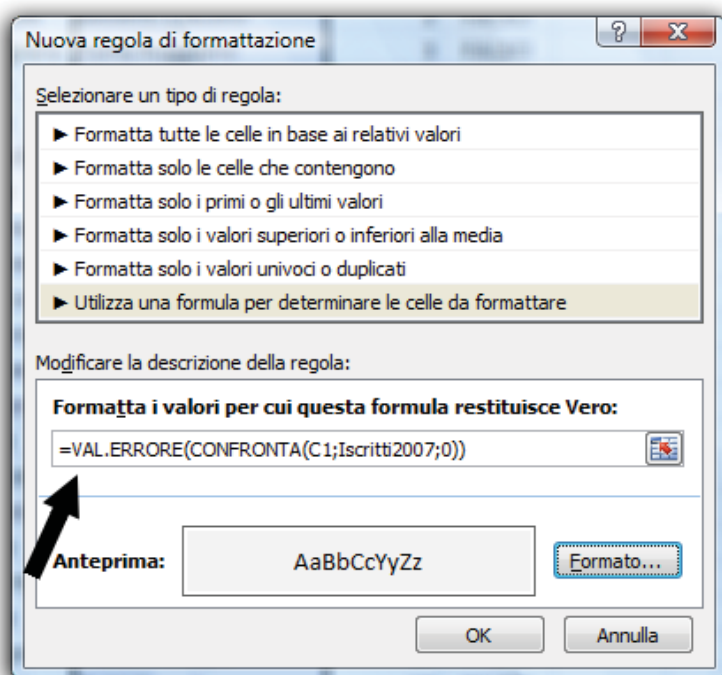 Nuova regola di formattazione
?
X
Selezionare un tipo di regola:
► Formatta tutte le celle in base ai relativi valori
► Formatta solo le celle che contengono
► Formatta solo i primi o gli ultimi valori
► Formatta solo i valori superiori o inferiori alla media
► Formatta solo i valori univoci o duplicati
► Utilizza una formula per determinare le celle da formattare
Modificare la descrizione della regola:
Formatta i valori per cui questa formula restituisce Vero:
=VAL.ERRORE(CONFRONTA(C1;Iscritti2007;0))
Anteprima:
AaBbCcYyZz
Formato...
OK
Annulla